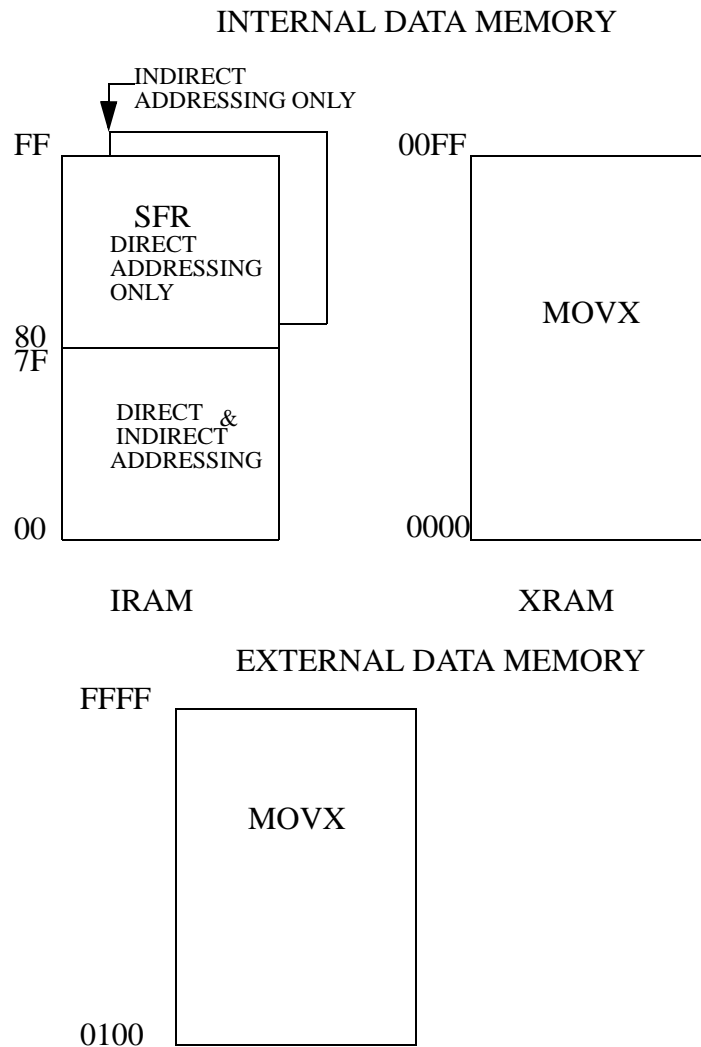 INTERNAL DATA MEMORY
INDIRECT
ADDRESSING ONLY
FF
00FF
SFR
DIRECT
ADDRESSING
ONLY
MOVX
80
7F
DIRECT &
INDIRECT
ADDRESSING
00
0000
IRAM
XRAM
EXTERNAL DATA MEMORY
FFFF
MOVX
0100